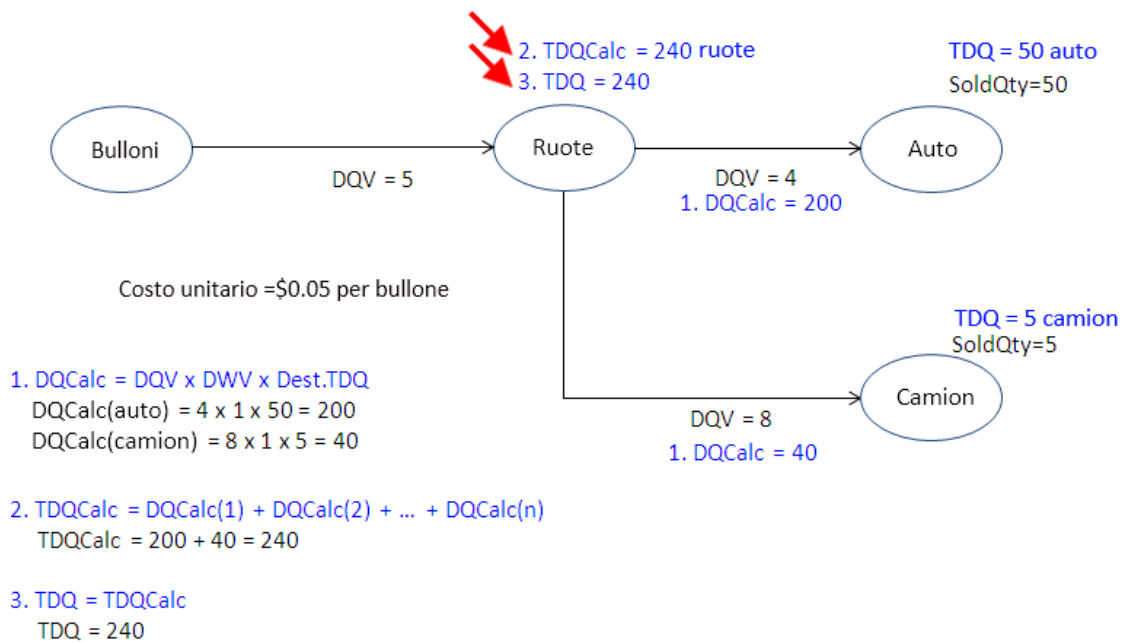 2. TDQCalc = 240 ruote
3. TDQ = 240
TDQ = 50 auto
SoldQty=50
Bulloni
Ruote
Auto
DQV = 5
DQV = 4
1. DQCalc = 200
Costo unitario =$0.05 per bullone
TDQ = 5 camion
SoldQty=5
Camion
DQV = 8
1. DQCalc = 40
1. DQCalc = DQV x DWV x Dest.TDQ
DQCalc(auto) = 4 x 1 x 50 = 200
DQCalc(camion) = 8 x 1 x 5 = 40
2. TDQCalc = DQCalc(1) + DQCalc(2) + ... + DQCalc(n)
TDQCalc = 200 + 40 = 240
3. TDQ = TDQCalc
TDQ = 240